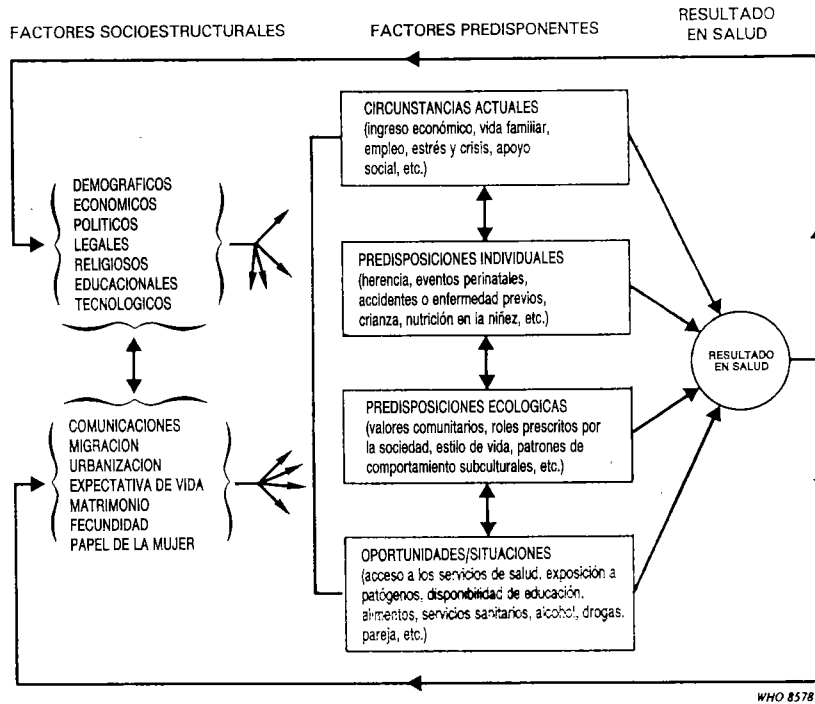 FACTORES SOCIOESTRUCTURALES
FACTORES PREDISPONENTES
RESULTADO
EN SALUD
DEMOGRAFICOS
ECONOMICOS
POLITICOS
LEGALES
RELIGIOSOS
EDUCACIONALES
TECNOLOGICOS
COMUNICACIONES
MIGRACION
URBANIZACION
EXPECTATIVA DE VIDA
MATRIMONIO
FECUNDIDAD
PAPEL DE LA MUJER
CIRCUNSTANCIAS ACTUALES
(ingreso económico, vida familiar,
empleo, estrés y crisis, apoyo
social, etc.)
PREDISPOSICIONES INDIVIDUALES
(herencia, eventos perinatales,
accidentes o enfermedad previos,
crianza, nutrición en la niñez, etc.)
PREDISPOSICIONES ECOLOGICAS
(valores comunitarios, roles prescritos por
la sociedad, estilo de vida, patrones de
comportamiento subculturales, etc.)
OPORTUNIDADES/SITUACIONES
(acceso a los servicios de salud, exposición a
patógenos, disponibilidad de educación,
alimentos, servicios sanitarios, alcohol, drogas,
pareja, etc.)
RESULTADO
EN SALUD
WHO 8578